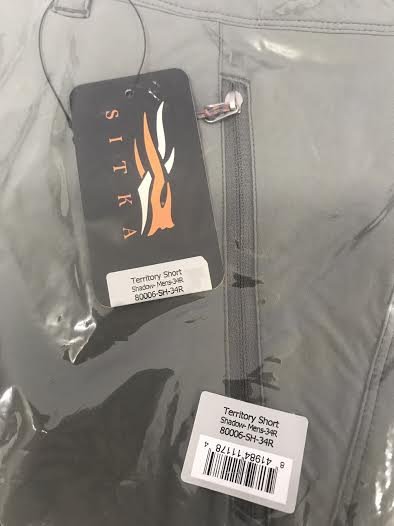 SITKA
Territory Short
Shadow- Mens-34R
80006-SH-34R
Territory Short
Shadow- Mens-34R
80006-SH-34R
8 41984 11178 4